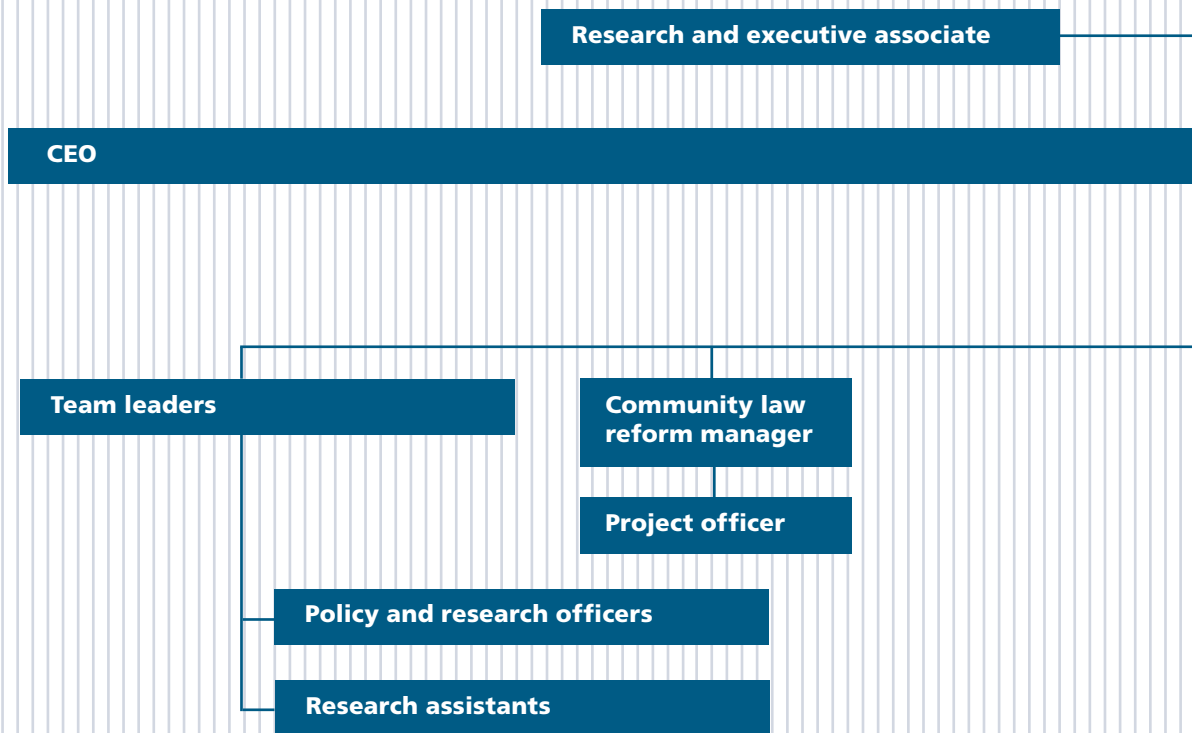 Research and executive associate
CEO
Team leaders
Community law
reform manager
Project officer
Policy and research officers
Research assistants